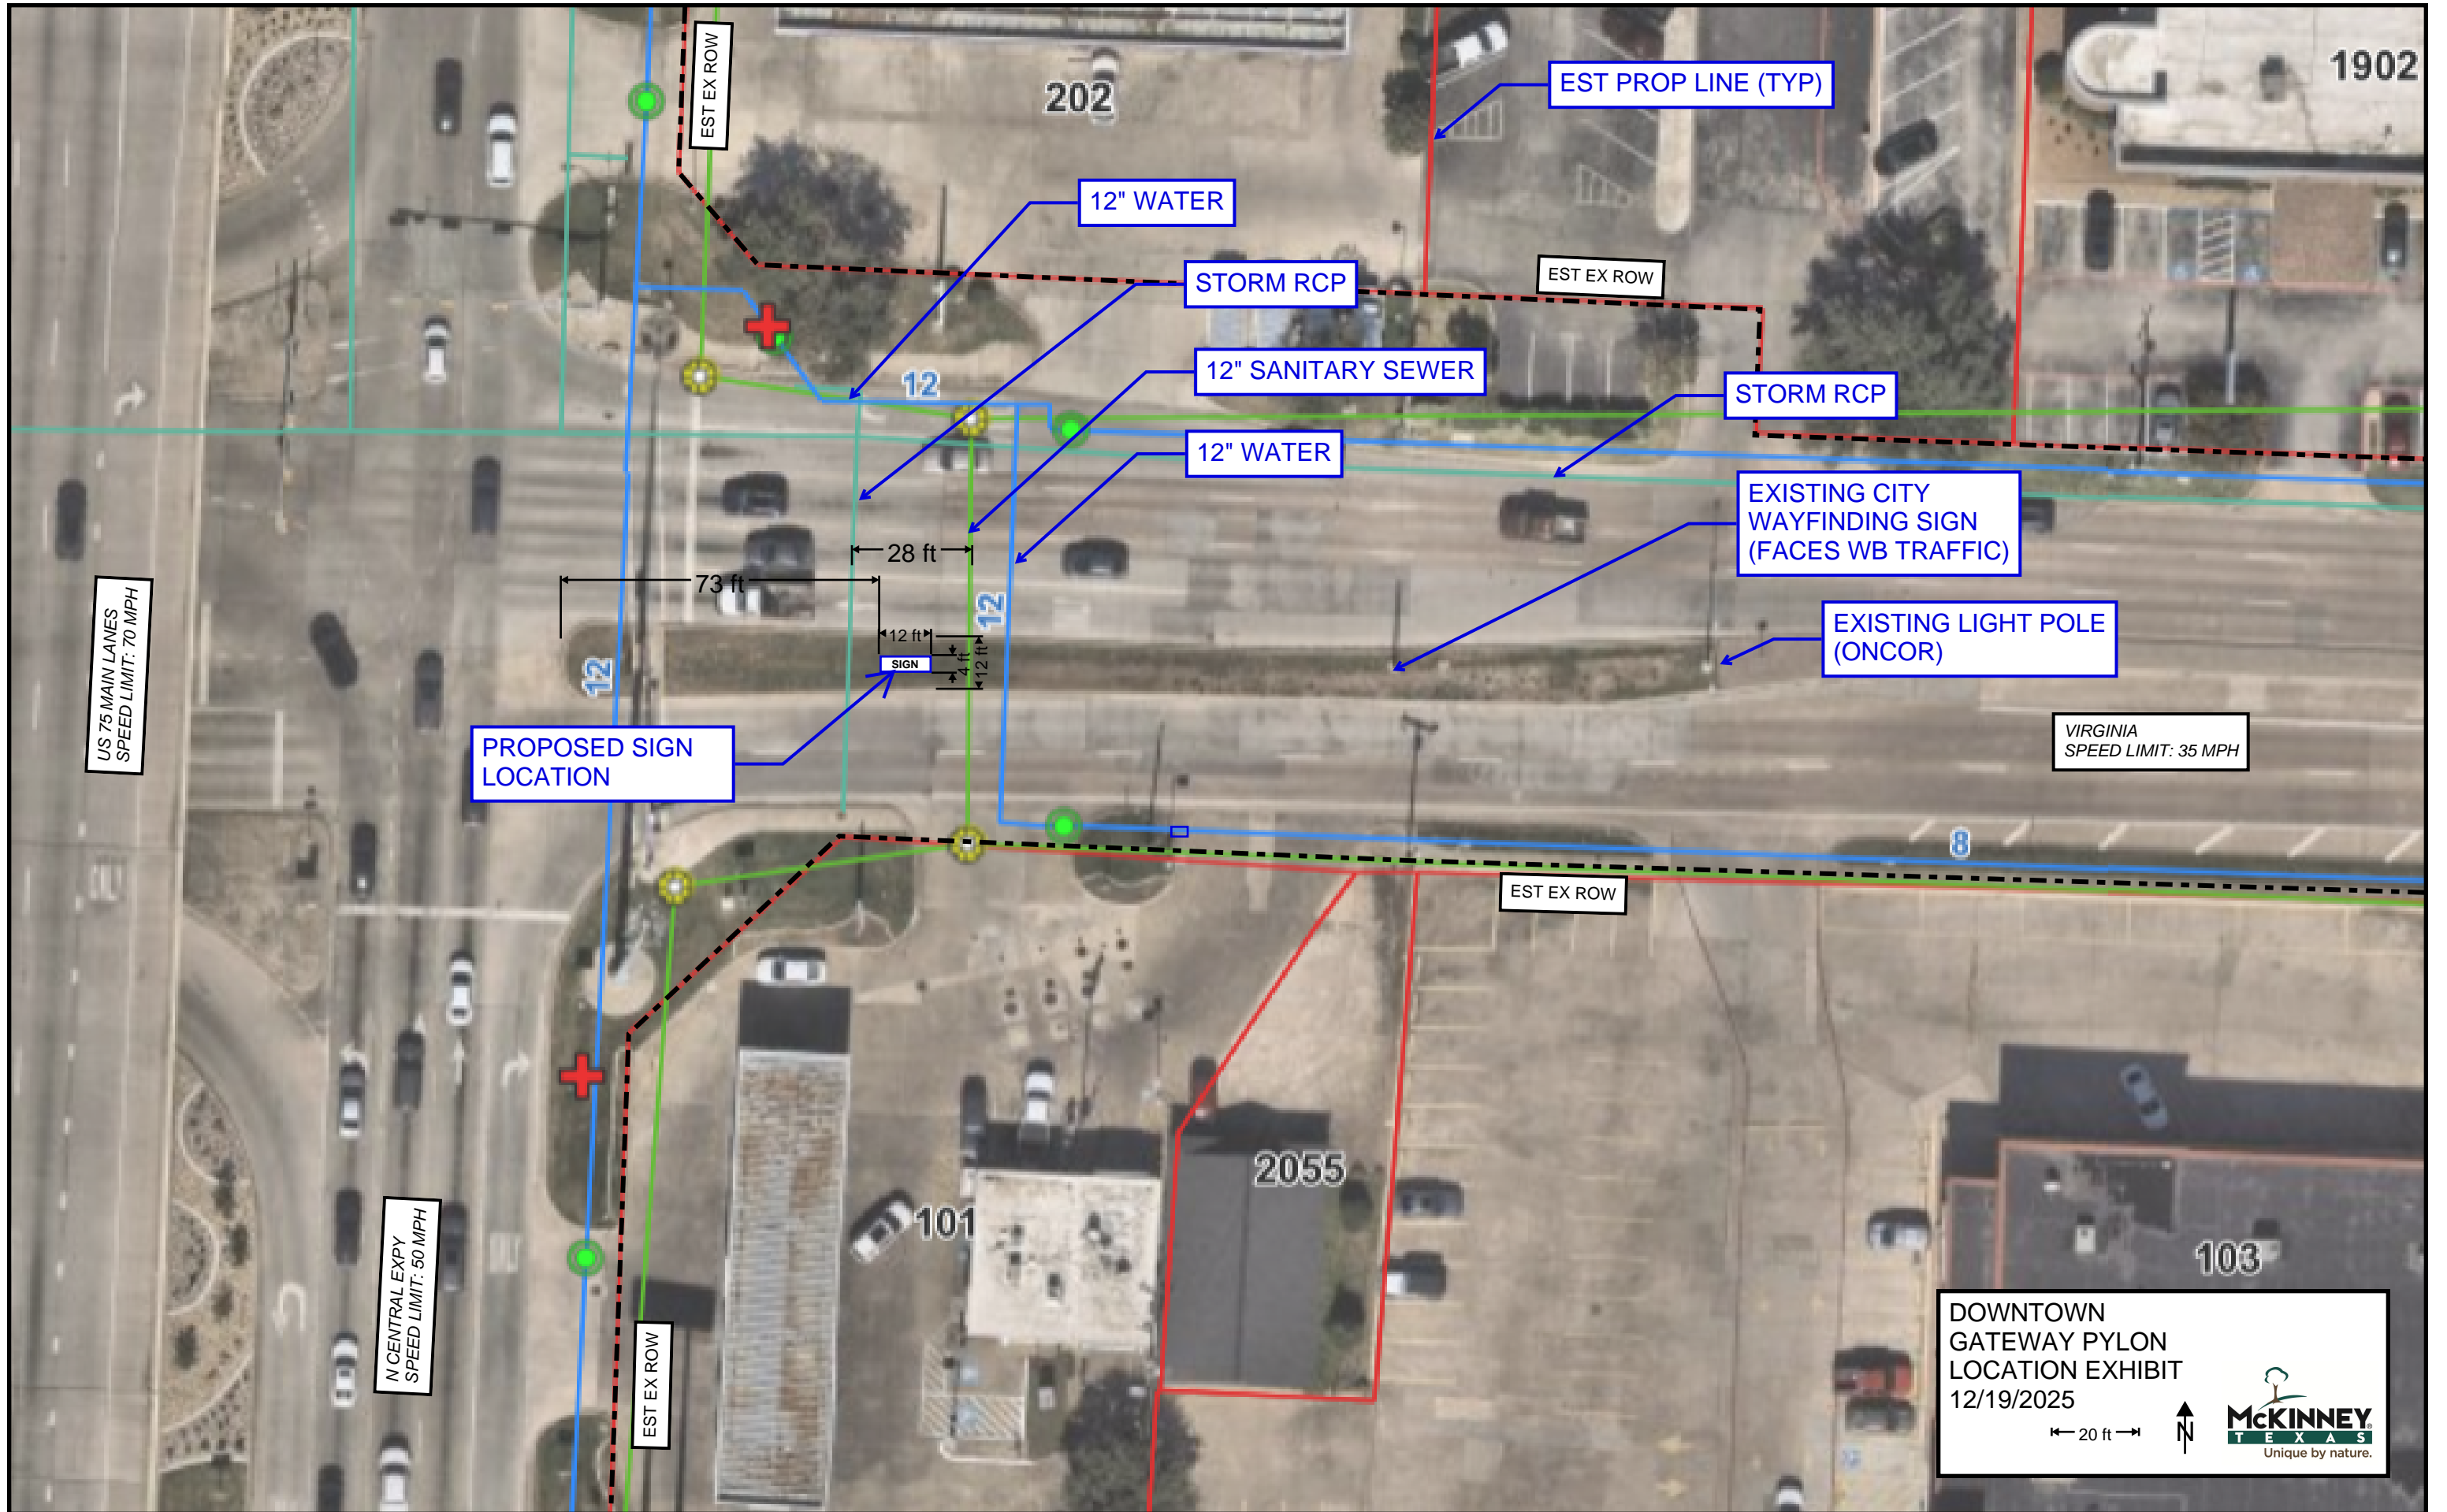 EST EX ROW
202
EST PROP LINE (TYP)
1902
12" WATER
STORM RCP
EST EX ROW
12" SANITARY SEWER
12
STORM RCP
12" WATER
EXISTING CITY
WAYFINDING SIGN
(FACES WB TRAFFIC)
28 ft
73 ft
12
12 ft
SIGN
4 ft
12 ft
EXISTING LIGHT POLE
(ONCOR)
US 75 MAIN LANES
SPEED LIMIT: 70 MPH
12
PROPOSED SIGN
LOCATION
VIRGINIA
SPEED LIMIT: 35 MPH
8
EST EX ROW
2055
101
103
N CENTRAL EXPY
SPEED LIMIT: 50 MPH
EST EX ROW
DOWNTOWN
GATEWAY PYLON
LOCATION EXHIBIT
12/19/2025
20 ft
N
McKINNEY
TEXAS
Unique by nature.